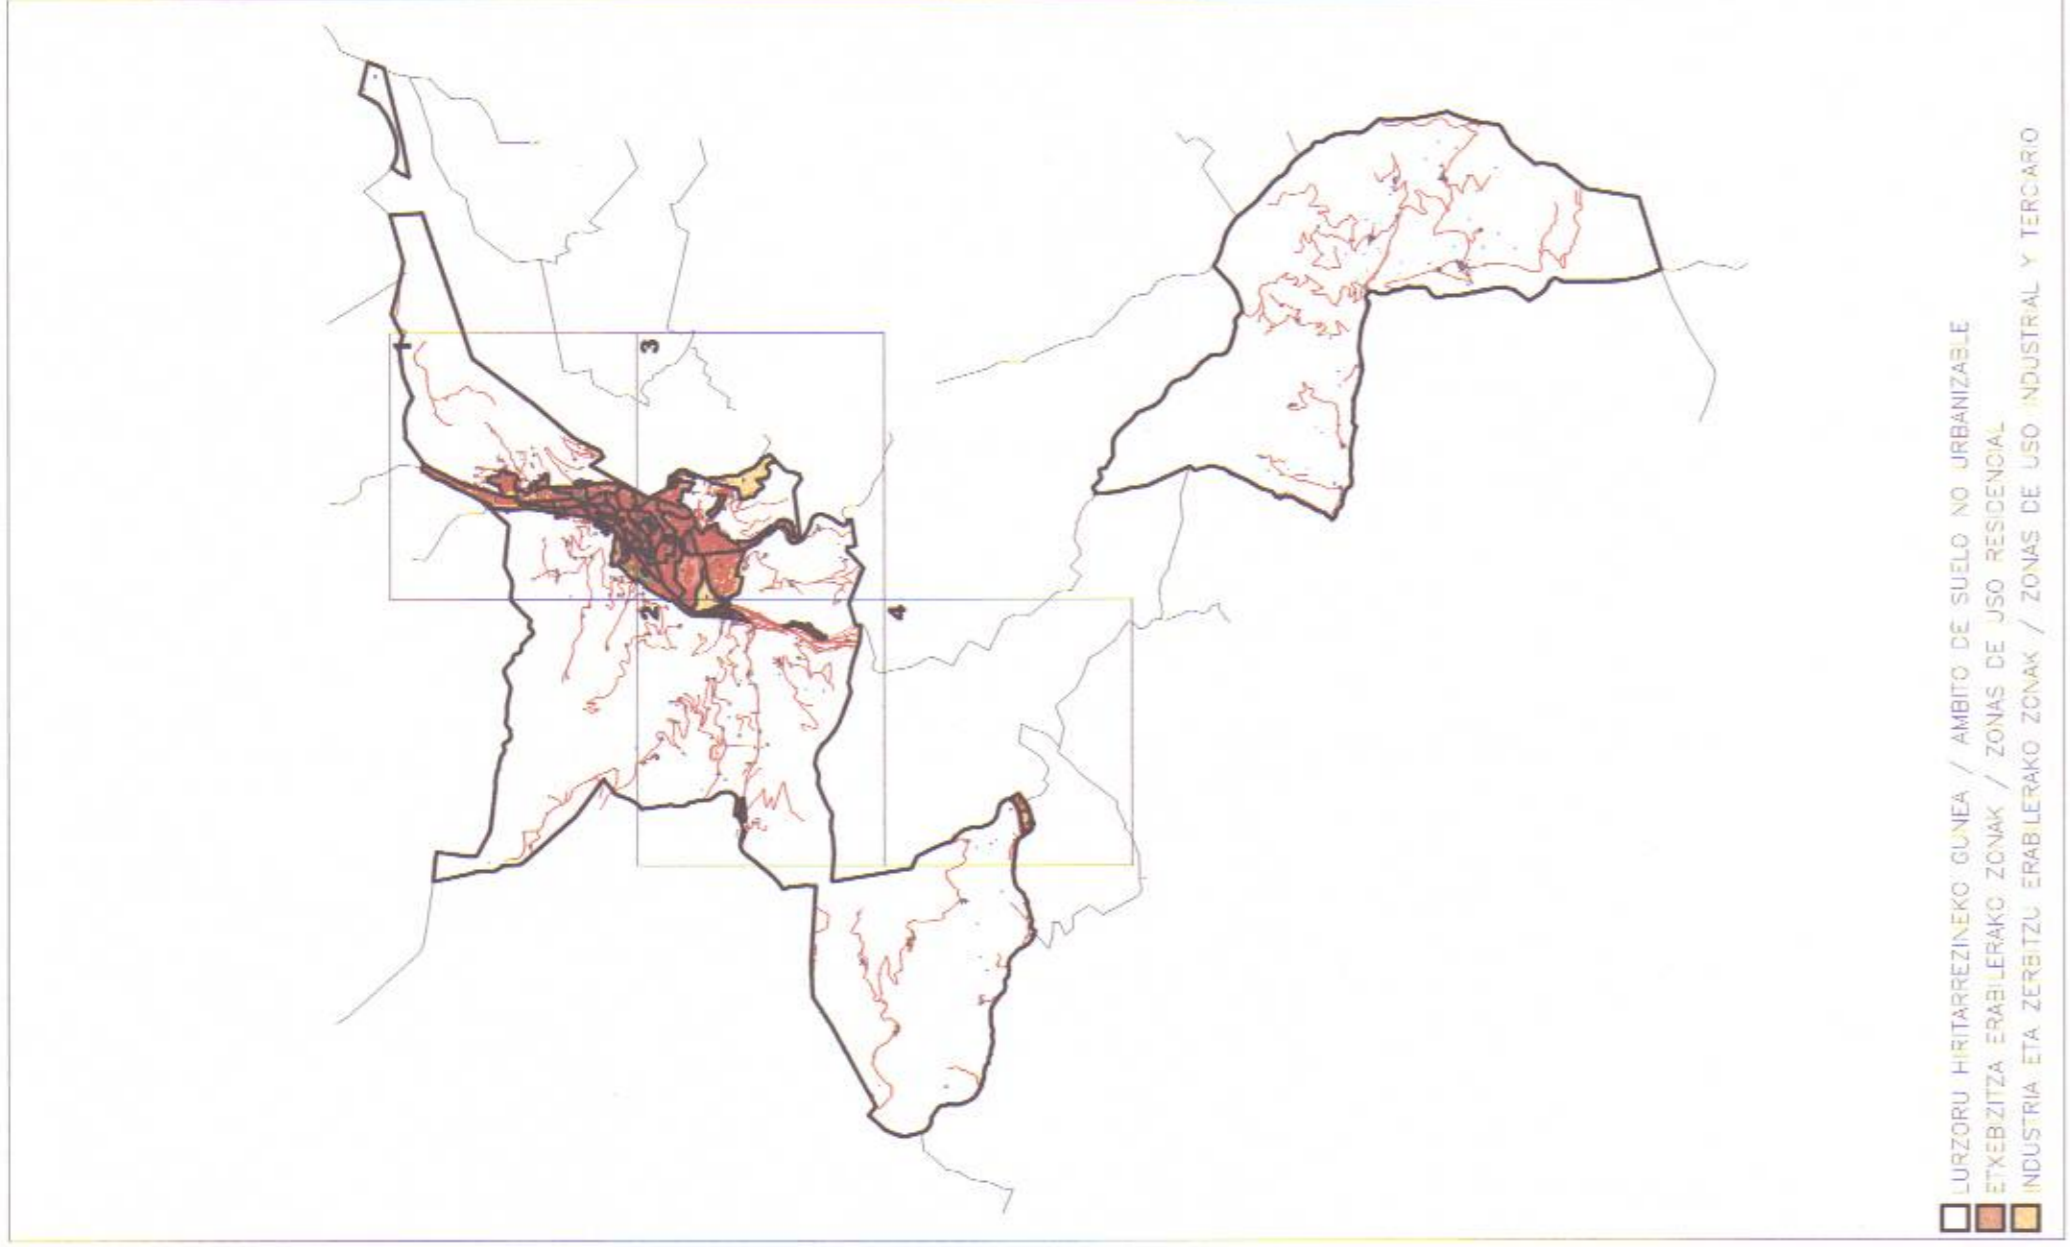 1
3
2
4
LURZORU HIRITARREZINEKO GUNEA / AMBITO DE SUELO NO URBANIZABLE
ETXEBIZITZA ERABILERAKO ZONAK / ZONAS DE USO RESIDENCIAL
INDUSTRIA ETA ZERBITZU ERABILERAKO ZONAK / ZONAS DE USO INDUSTRIAL Y TERCIARIO